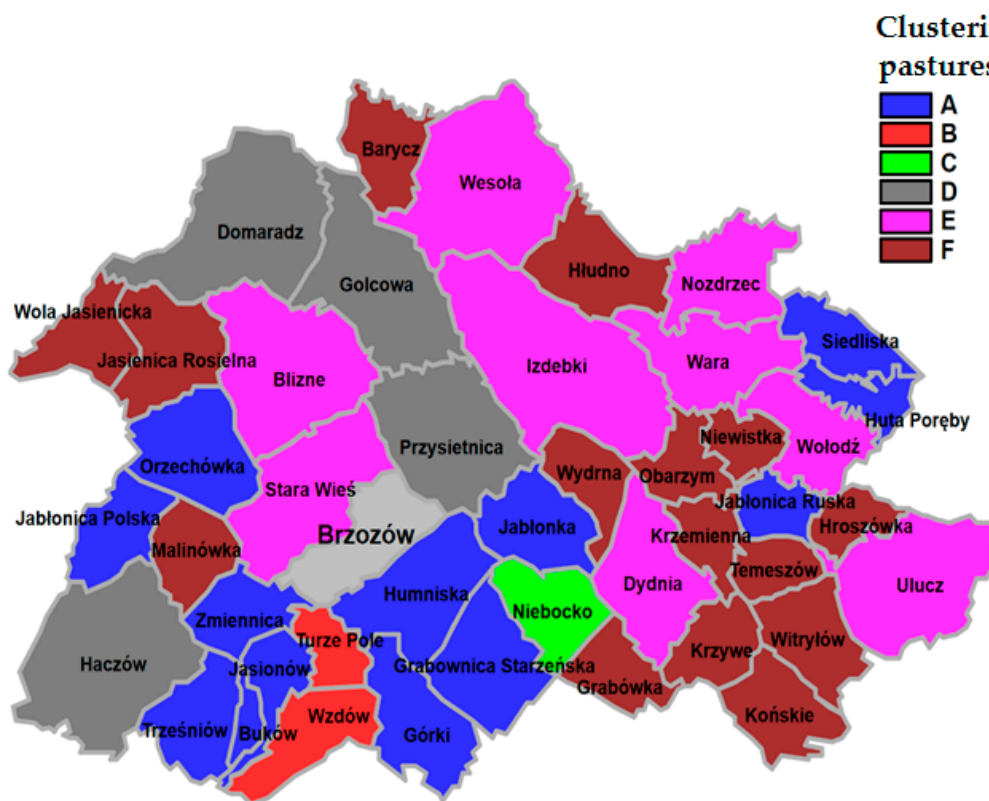 Clusteri
pastures
A
B
C
D
E
F
Barycz
Wesoła
Domaradz
Golcowa
Hłudno
Nozdrzec
Wola Jasienicka
Siedliska
Jasienica Rosielna
Blizne
Izdebki
Wara
Huta Poręby
Niewistka
Wołodź
Przysietnica
Orzechówka
Wydrna
Obarzym
Stara Wieś
Jabłonica Ruska
Jabłonica Polska
Brzozów
Jabłonka
Hroszówka
Krzemienna
Malinówka
Temeszów
Dydnia
Ulucz
Humniska
Niebocko
Zmiennica
Turze Pole
Witryłów
Krzywe
Haczów
Jasionów
Grabownica Starzeńska
Grabówka
Wzdów
Końskie
Trześniów
Buków
Górki